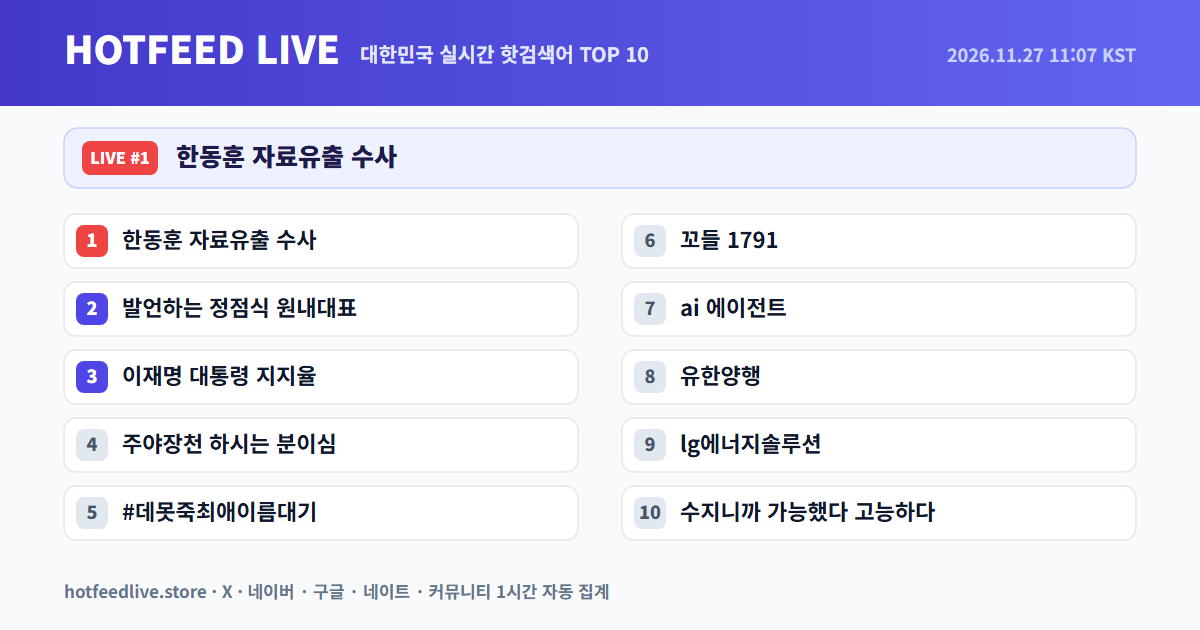 HOTFEED LIVE 대한민국 실시간 핫검색어 TOP 10 2026.11.27 11:07 KST
LIVE #1 한동훈 자료유출 수사
1 한동훈 자료유출 수사
2 발언하는 정점식 원내대표
3 이재명 대통령 지지율
4 주야장천 하시는 분이심
5 #데못죽최애이름대기
6 꼬들 1791
7 ai 에이전트
8 유한양행
9 lg에너지솔루션
10 수지니까 가능했다 고능하다
hotfeedlive.store · X · 네이버 · 구글 · 네이트 · 커뮤니티 1시간 자동 집계